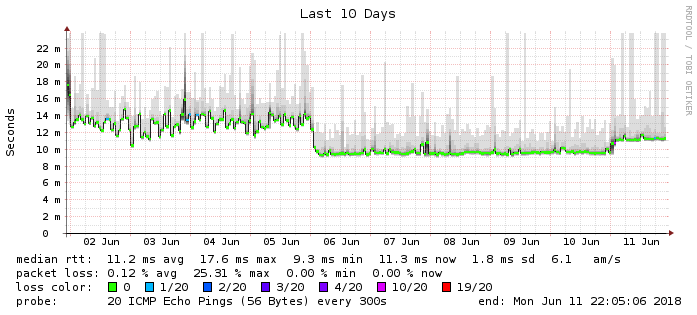 Last 10 Days
RRDTOOL / TOBI OETIKER
Seconds
22 m
20 m
18 m
16 m
14 m
12 m
10 m
8 m
6 m
4 m
2 m
0
02 Jun 03 Jun 04 Jun 05 Jun 06 Jun 07 Jun 08 Jun 09 Jun 10 Jun 11 Jun
median rtt: 11.2 ms avg 17.6 ms max 9.3 ms min 11.3 ms now 1.8 ms sd 6.1 am/s
packet loss: 0.12 % avg 25.31 % max 0.00 % min 0.00 % now
loss color: 0 1/20 2/20 3/20 4/20 10/20 19/20
probe: 20 ICMP Echo Pings (56 Bytes) every 300s end: Mon Jun 11 22:05:06 2018